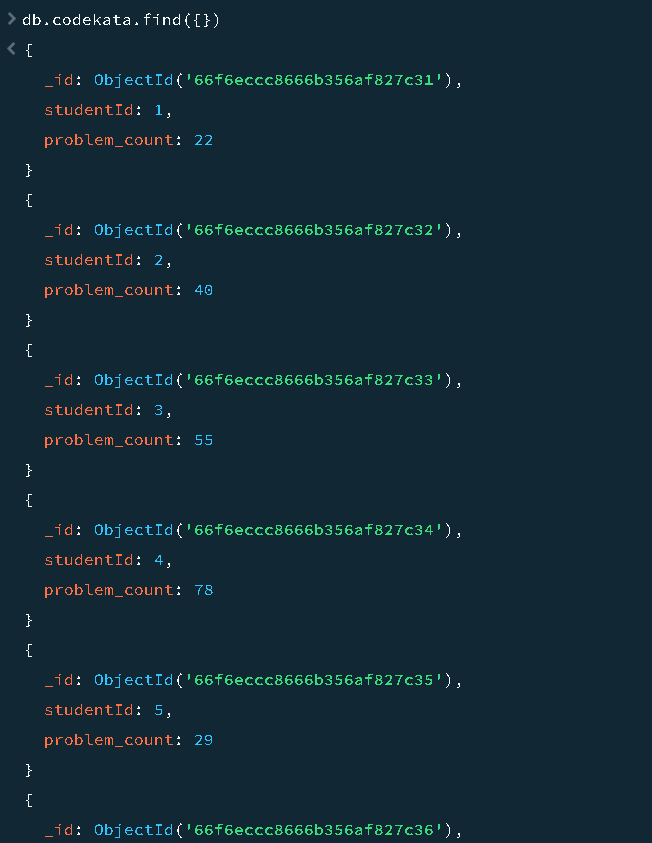 db.codekata.find({})
{
_id: ObjectId('66f6eccc8666b356af827c31'),
studentId: 1,
problem_count: 22
}
{
_id: ObjectId('66f6eccc8666b356af827c32'),
studentId: 2,
problem_count: 40
}
{
_id: ObjectId('66f6eccc8666b356af827c33'),
studentId: 3,
problem_count: 55
}
{
_id: ObjectId('66f6eccc8666b356af827c34'),
studentId: 4,
problem_count: 78
}
{
_id: ObjectId('66f6eccc8666b356af827c35'),
studentId: 5,
problem_count: 29
}
{
_id: ObjectId('66f6eccc8666b356af827c36'),